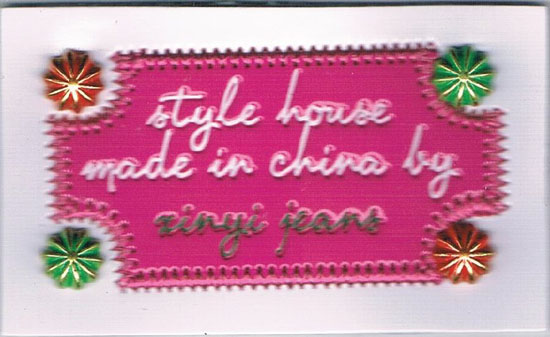 style house
made in china by
xinyi jeans